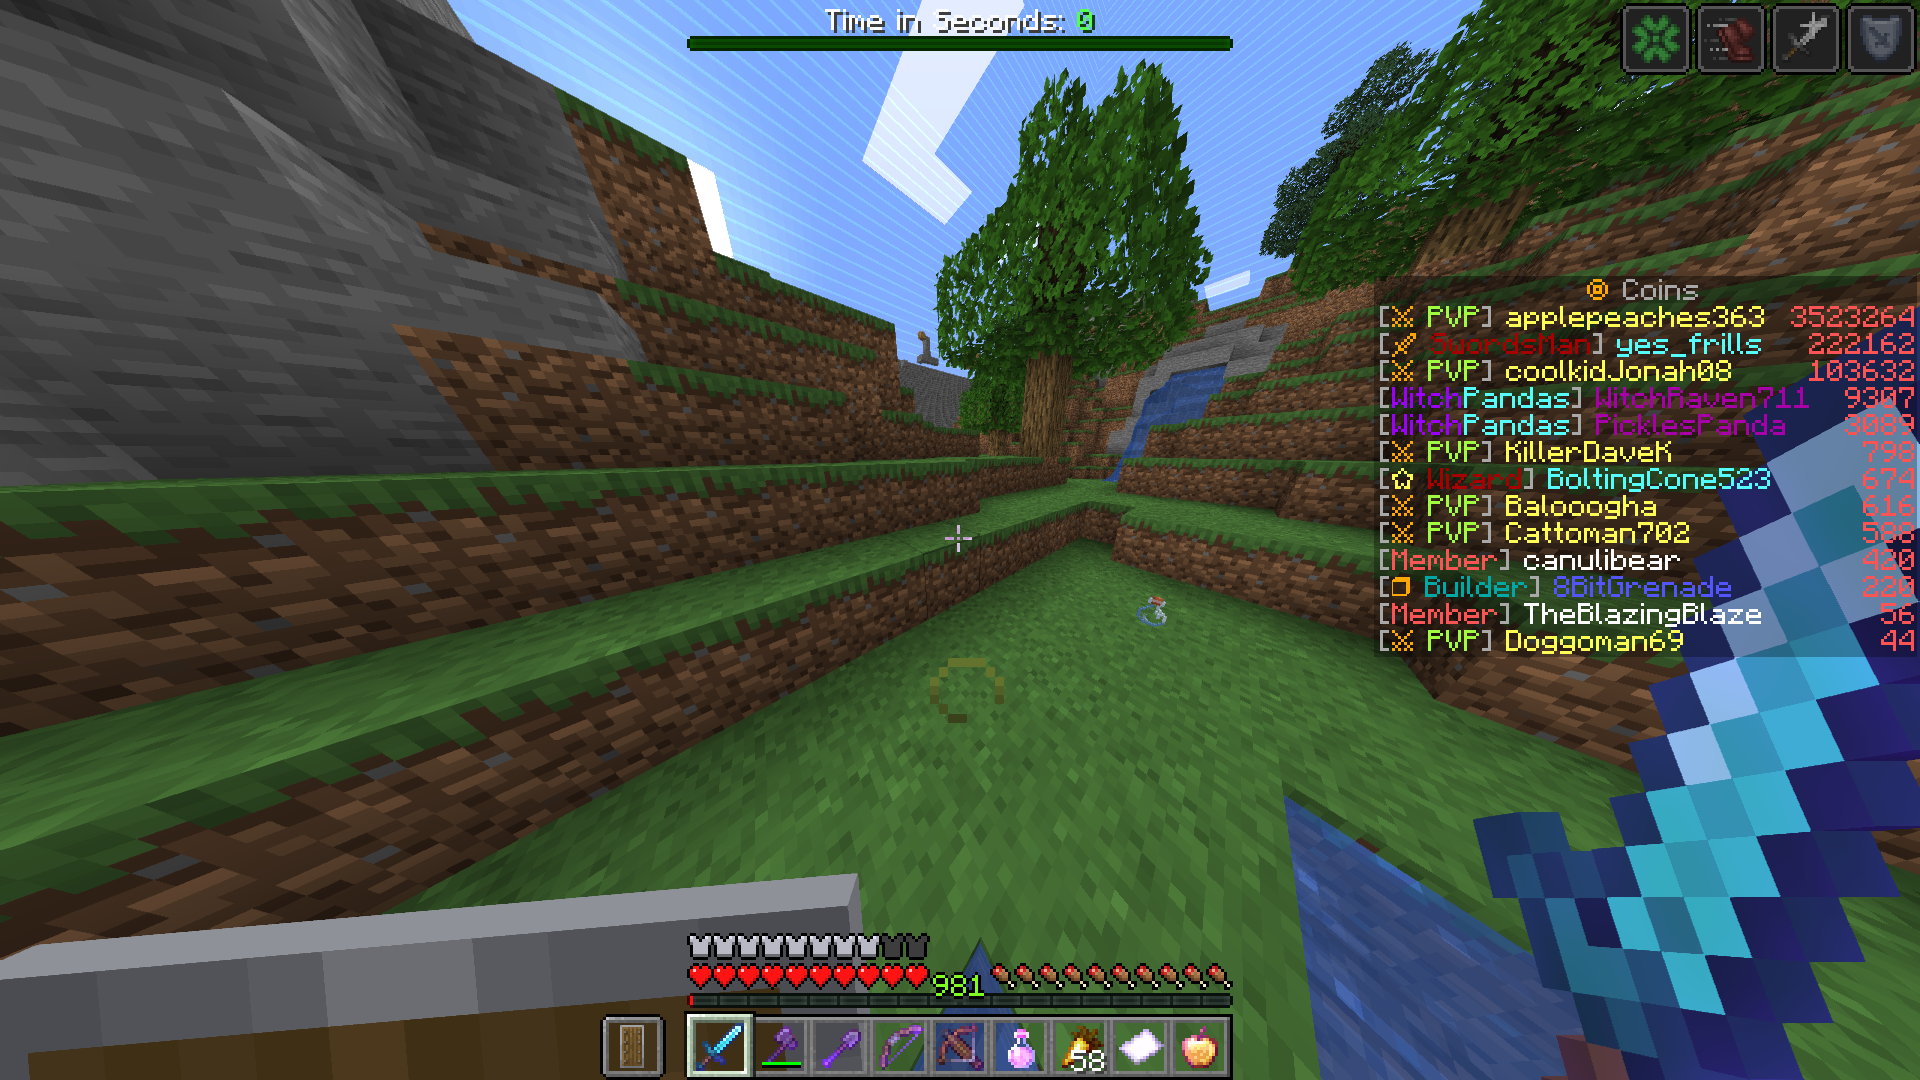 Time in Seconds: 0
Coins
[PVP] applepeaches363 3523264
[SwordsMan] yes_frills 222162
[PVP] coolkidJonah08 103632
[WitchPandas] WitchRaven711 9307
[WitchPandas] PicklesPanda 3089
[PVP] KillerDaveK 798
[Wizard] BoltingCone523 674
[PVP] Balooogha 616
[PVP] Cattoman702 588
[Member] canulibear 420
[Builder] 8BitGrenade 220
[Member] TheBlazingBlaze 56
[PVP] Doggoman69 44
981
58